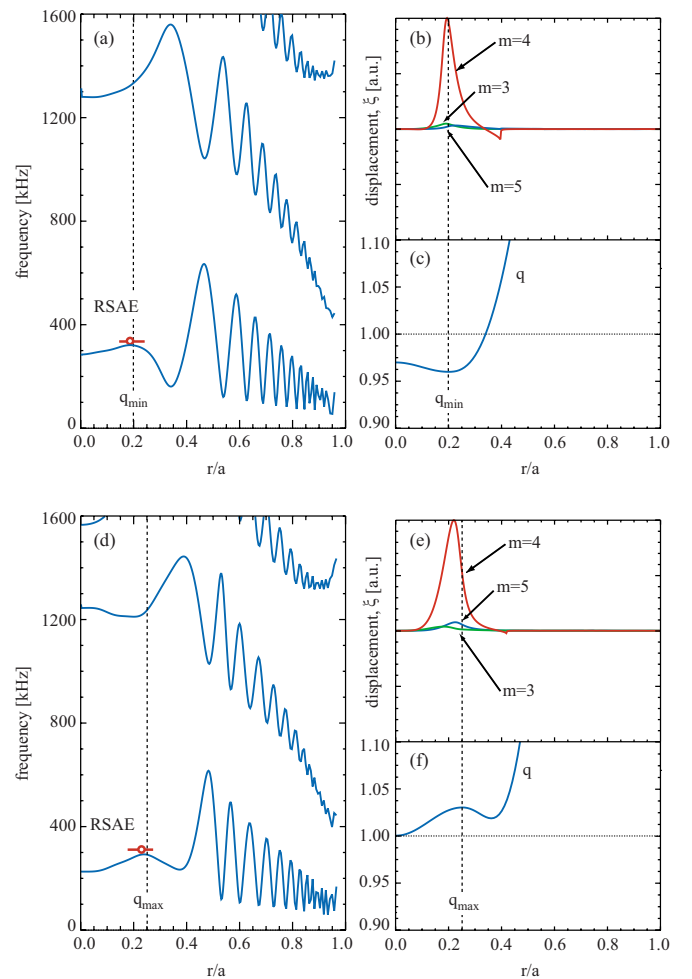 (a)
frequency [kHz]
1600
1200
800
400
0
RSAE
q_min
0.0 0.2 0.4 0.6 0.8 1.0
r/a
(b)
displacement, ξ [a.u.]
m=4
m=3
m=5
(c)
1.10
1.05
1.00
0.95
0.90
q
q_min
0.0 0.2 0.4 0.6 0.8 1.0
r/a
(d)
frequency [kHz]
1600
1200
800
400
0
RSAE
q_max
0.0 0.2 0.4 0.6 0.8 1.0
r/a
(e)
displacement, ξ [a.u.]
m=4
m=5
m=3
(f)
1.10
1.05
1.00
0.95
0.90
q
q_max
0.0 0.2 0.4 0.6 0.8 1.0
r/a